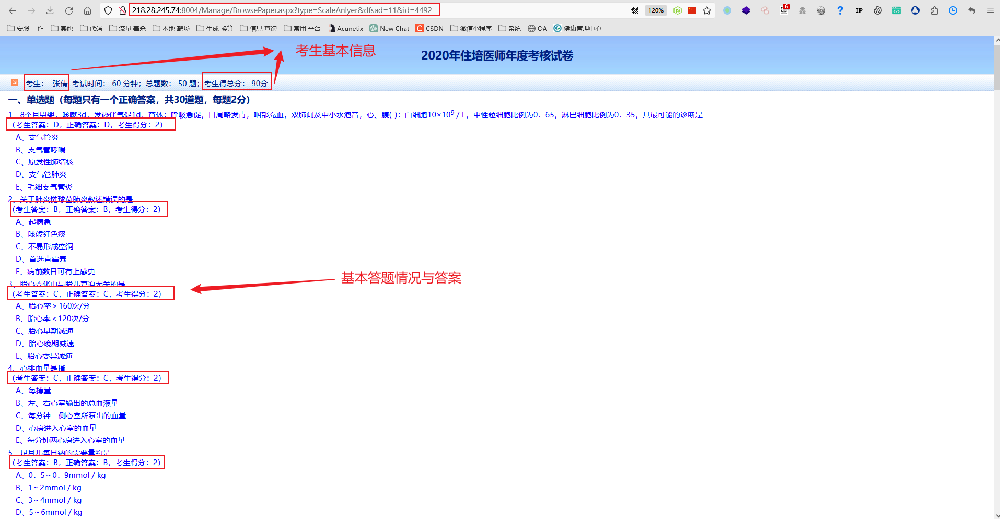 218.28.245.74:8004/Manage/BrowsePaper.aspx?type=ScaleAnlyer&dfsad=11&id=4492
120%
6
IP
安服 工作 其他 代码 流量 毒杀 本地 靶场 生成 换算 信息 查询 常用 平台 Acunetix New Chat CSDN 微信小程序 系统 OA 健康管理中心
考生基本信息
2020年住培医师年度考核试卷
考生： 张倩 考试时间： 60 分钟；总题数： 50 题；考生得总分： 90分
一、单选题（每题只有一个正确答案，共30道题，每题2分）
1、8个月男婴，咳嗽3d，发热伴气促1d，查体：呼吸急促，口周略发青，咽部充血，双肺闻及中小水泡音，心、腹(-)：白细胞10×10⁹／L，中性粒细胞比例为0．65，淋巴细胞比例为0．35，其最可能的诊断是
（考生答案：D，正确答案：D，考生得分：2）
A、支气管炎
B、支气管哮喘
C、原发性肺结核
D、支气管肺炎
E、毛细支气管炎
2、关于肺炎链球菌肺炎叙述错误的是
（考生答案：B，正确答案：B，考生得分：2）
A、起病急
B、咳砖红色痰
C、不易形成空洞
D、首选青霉素
E、病前数日可有上感史
3、胎心变化中与胎儿窘迫无关的是
（考生答案：C，正确答案：C，考生得分：2）
基本答题情况与答案
A、胎心率＞160次/分
B、胎心率＜120次/分
C、胎心早期减速
D、胎心晚期减速
E、胎心变异减速
4、心排血量是指
（考生答案：C，正确答案：C，考生得分：2）
A、每搏量
B、左、右心室输出的总血液量
C、每分钟一侧心室所泵出的血量
D、心房进入心室的血量
E、每分钟两心房进入心室的血量
5、足月儿每日钠的需要量约是
（考生答案：B，正确答案：B，考生得分：2）
A、0．5～0．9mmol／kg
B、1～2mmol／kg
C、3～4mmol／kg
D、5～6mmol／kg